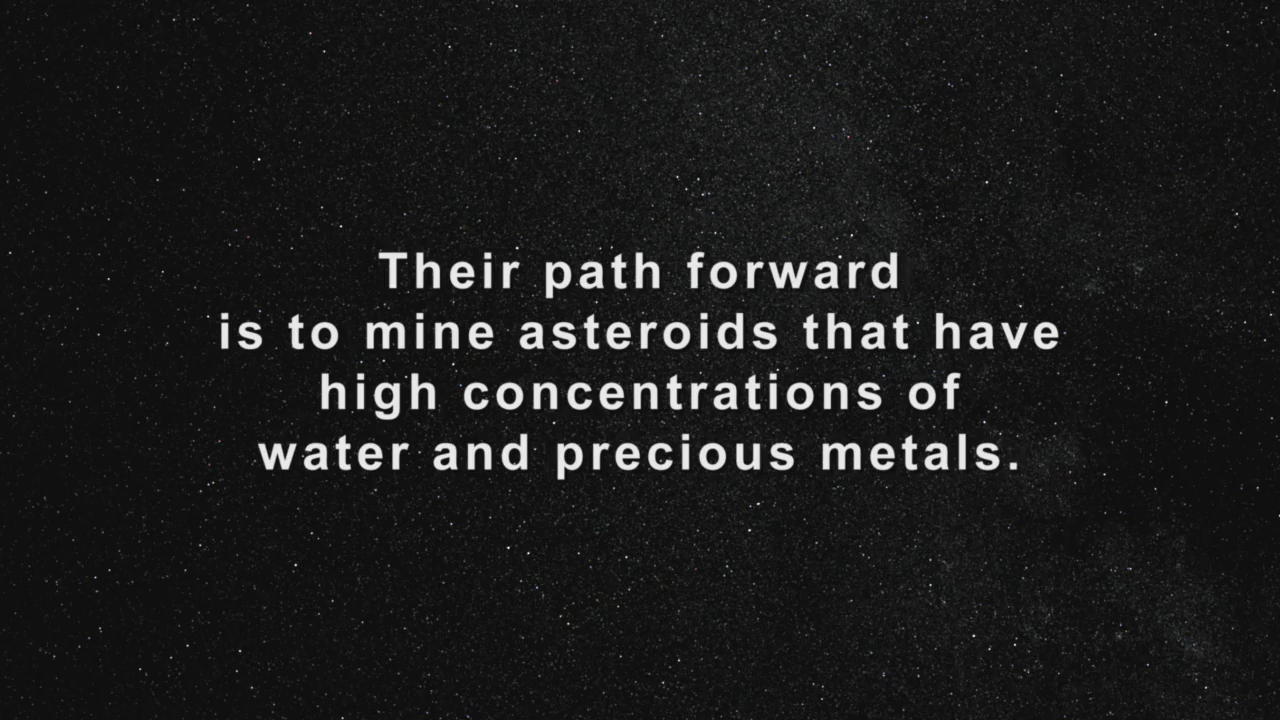 Their path forward
is to mine asteroids that have
high concentrations of
water and precious metals.